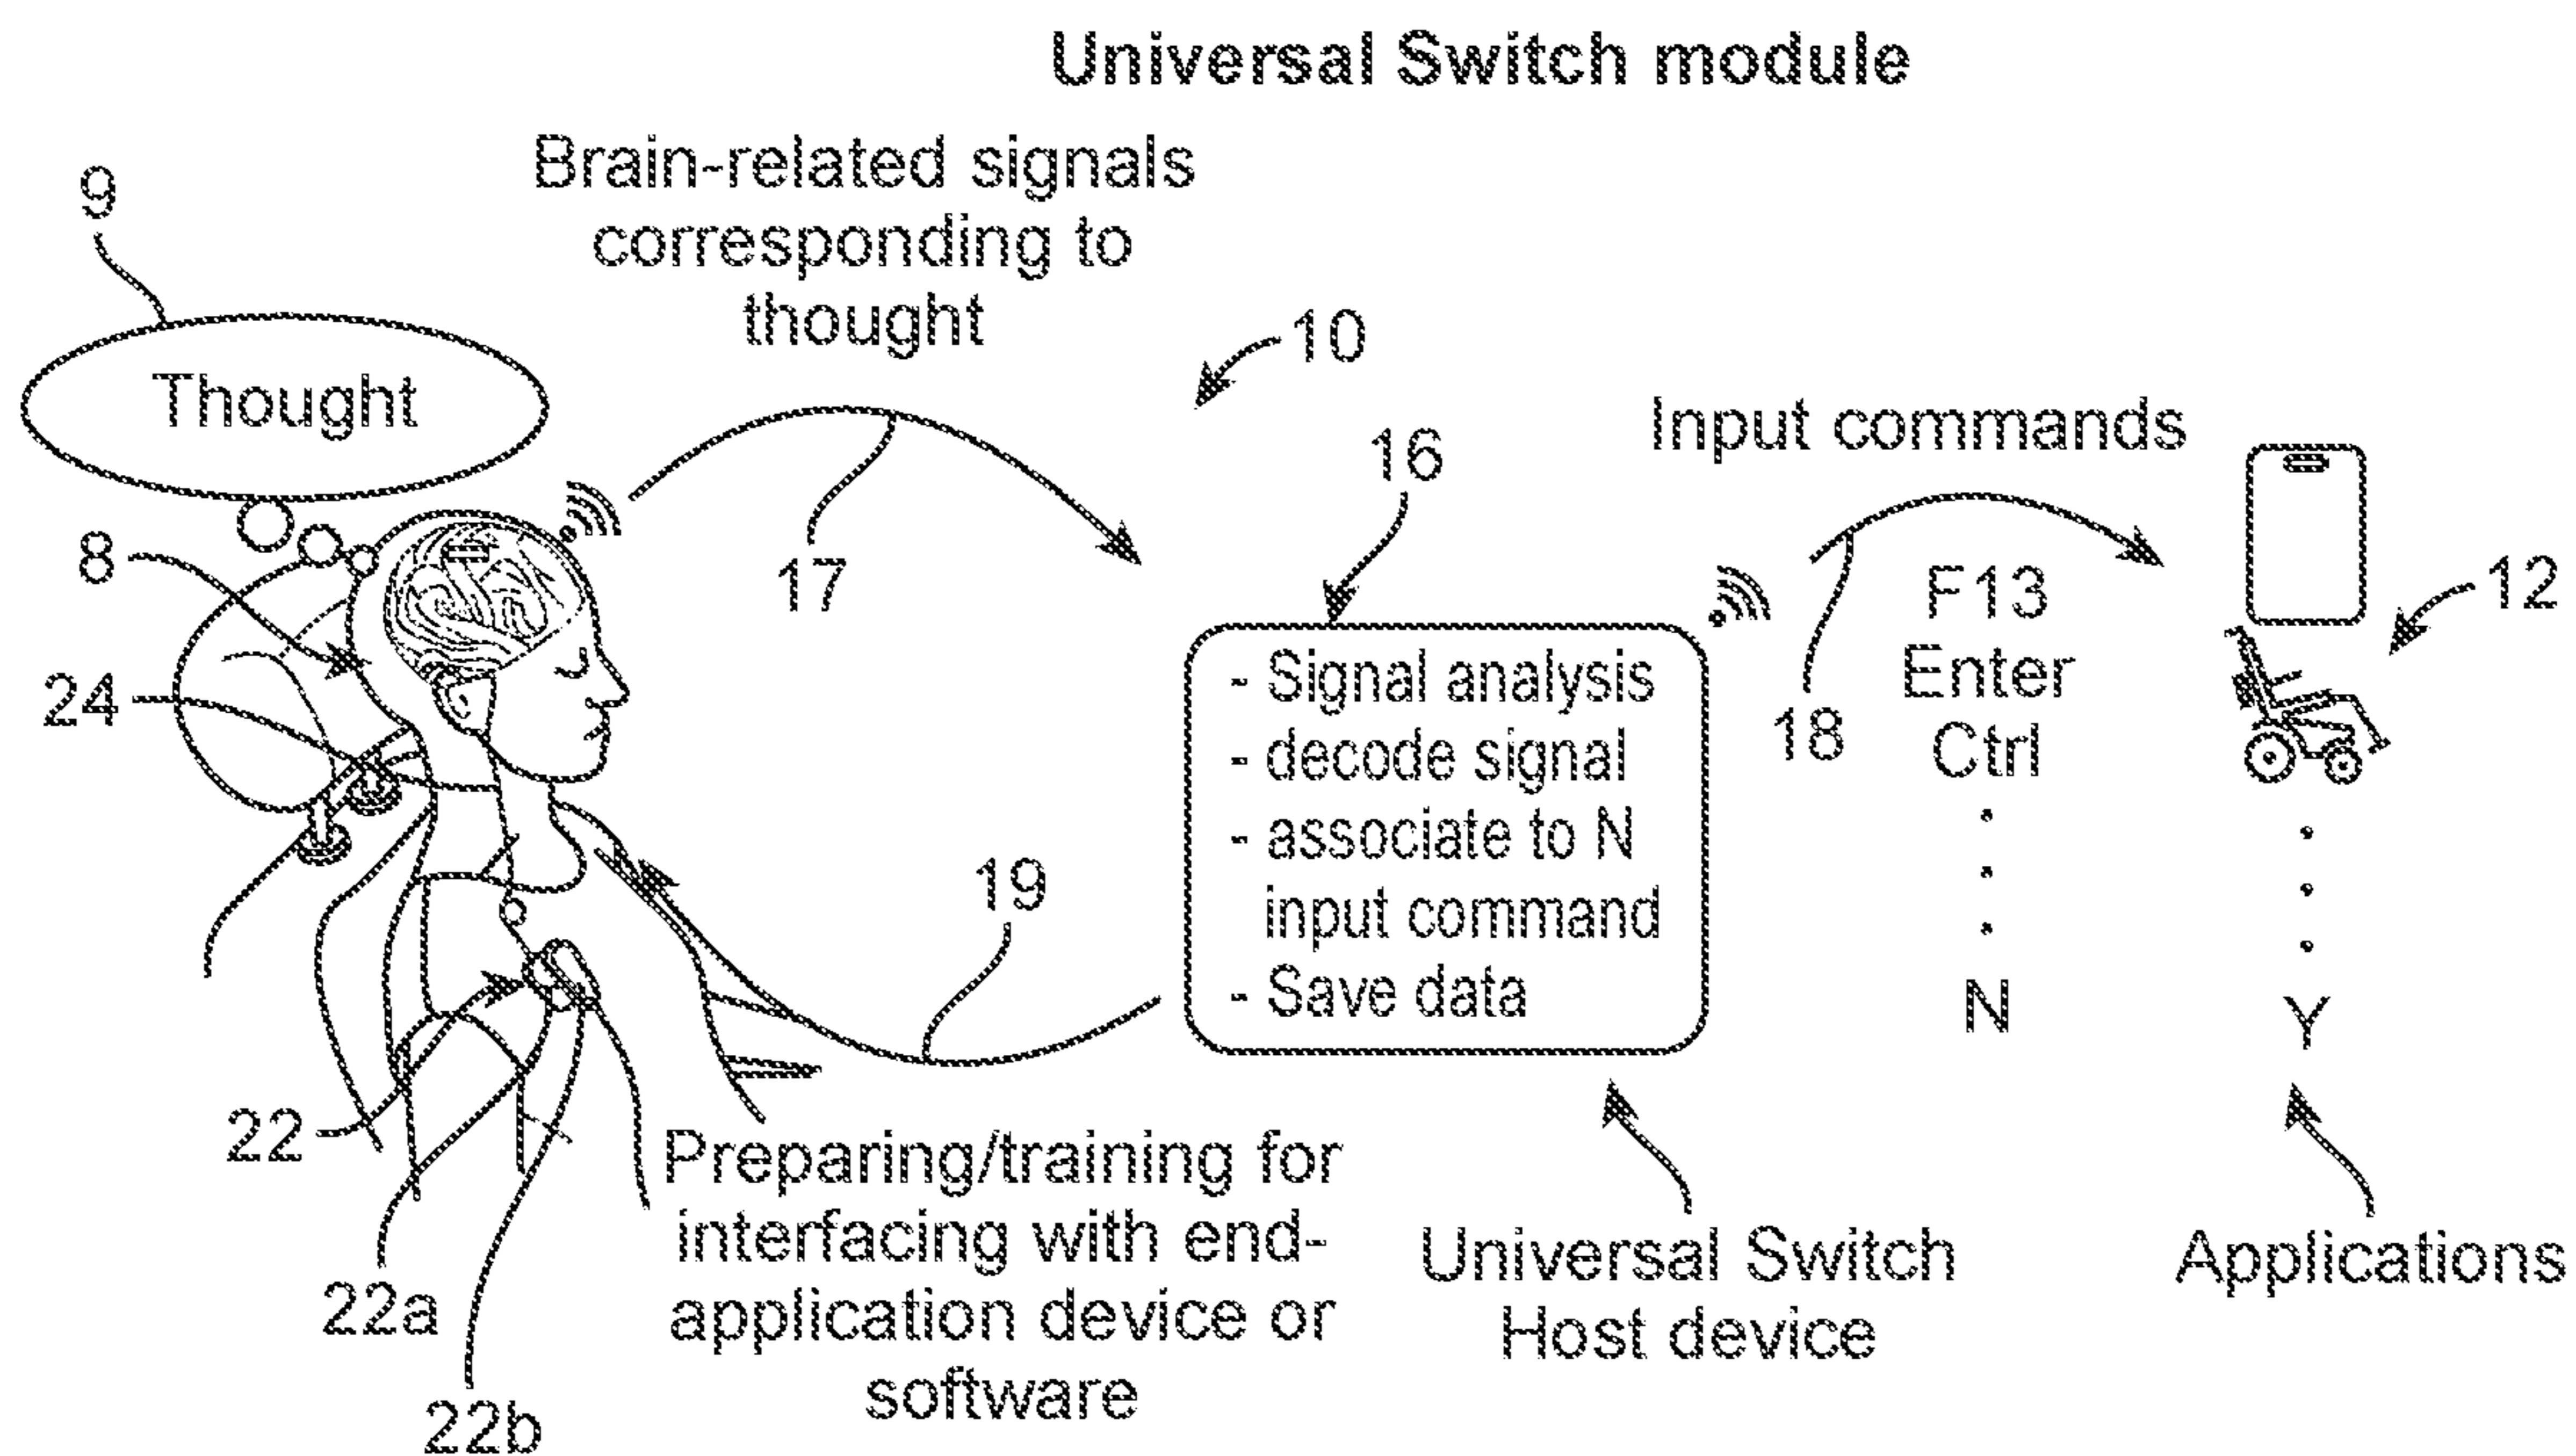 Universal Switch module
Brain-related signals
corresponding to
thought
9
Thought
10
Input commands
16
17
8
24
18
F13
Enter
Ctrl
.
.
.
N
12
.
.
.
Y
- Signal analysis
- decode signal
- associate to N
input command
- Save data
19
22
22a
22b
Preparing/training for
interfacing with end-
application device or
software
Universal Switch
Host device
Applications